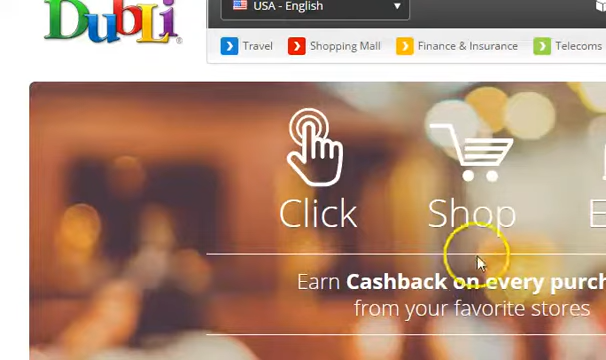 DubLi®
USA - English
Travel Shopping Mall Finance & Insurance Telecoms
Click Shop E
Earn Cashback on every purch
from your favorite stores